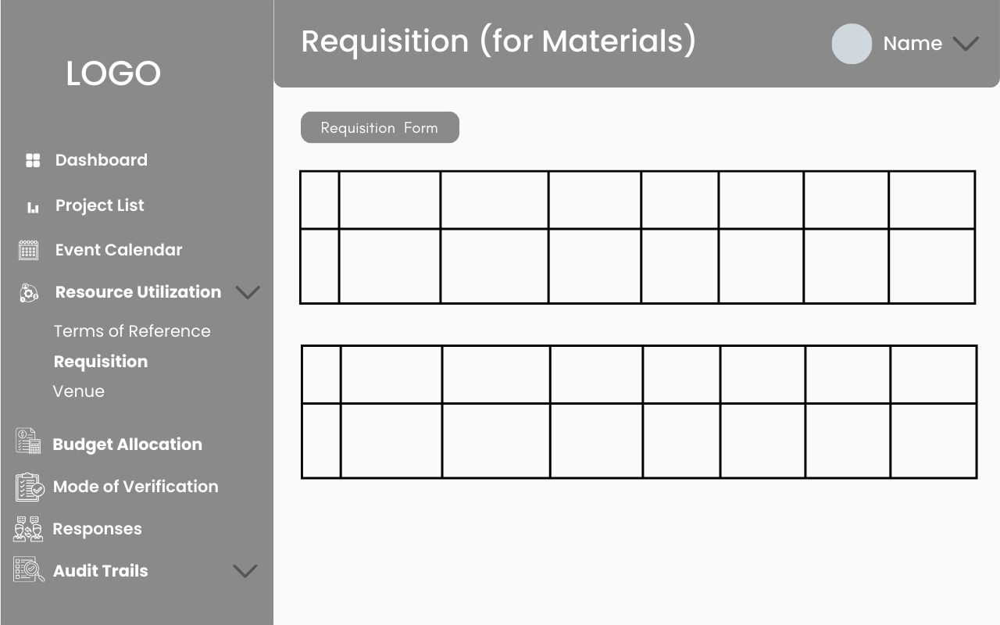 LOGO
Dashboard
Project List
Event Calendar
Resource Utilization
Terms of Reference
Requisition
Venue
Budget Allocation
Mode of Verification
Responses
Audit Trails
Requisition (for Materials)
Name
Requisition Form